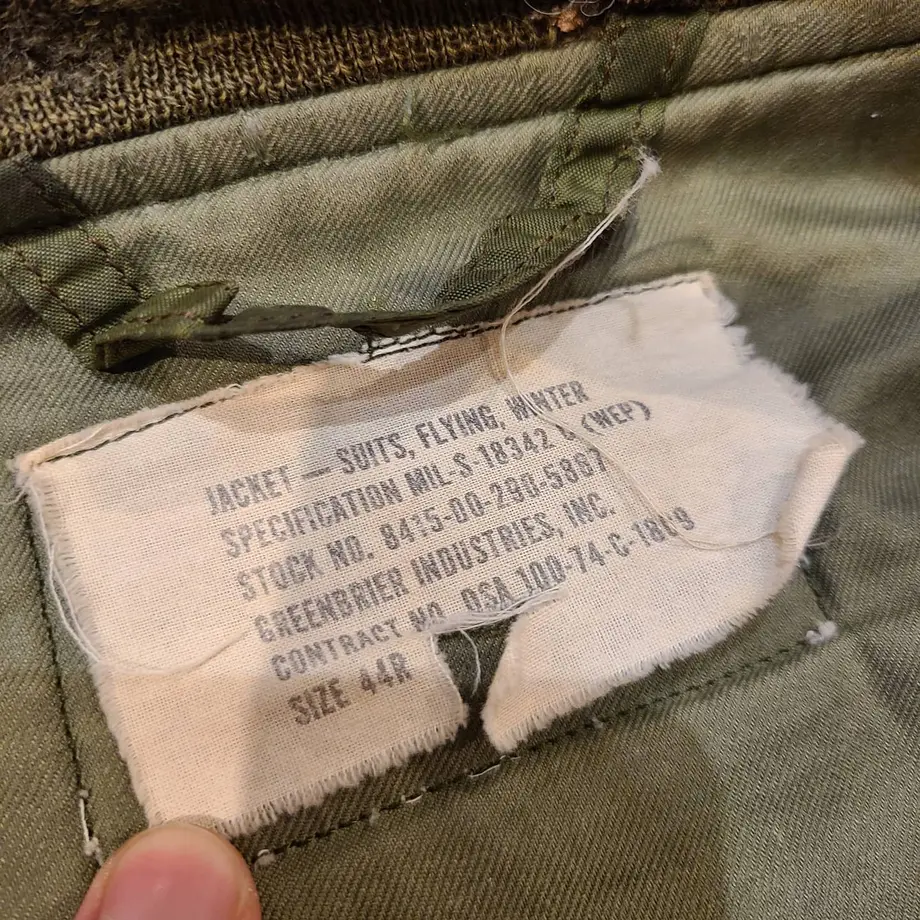 JACKET — SUITS, FLYING, WINTER
SPECIFICATION MIL-S-18342 C (WEP)
STOCK NO. 8415-00-290-5867
GREENBRIER INDUSTRIES, INC.
CONTRACT NO. DSA 100-74-C-1809
SIZE 44R